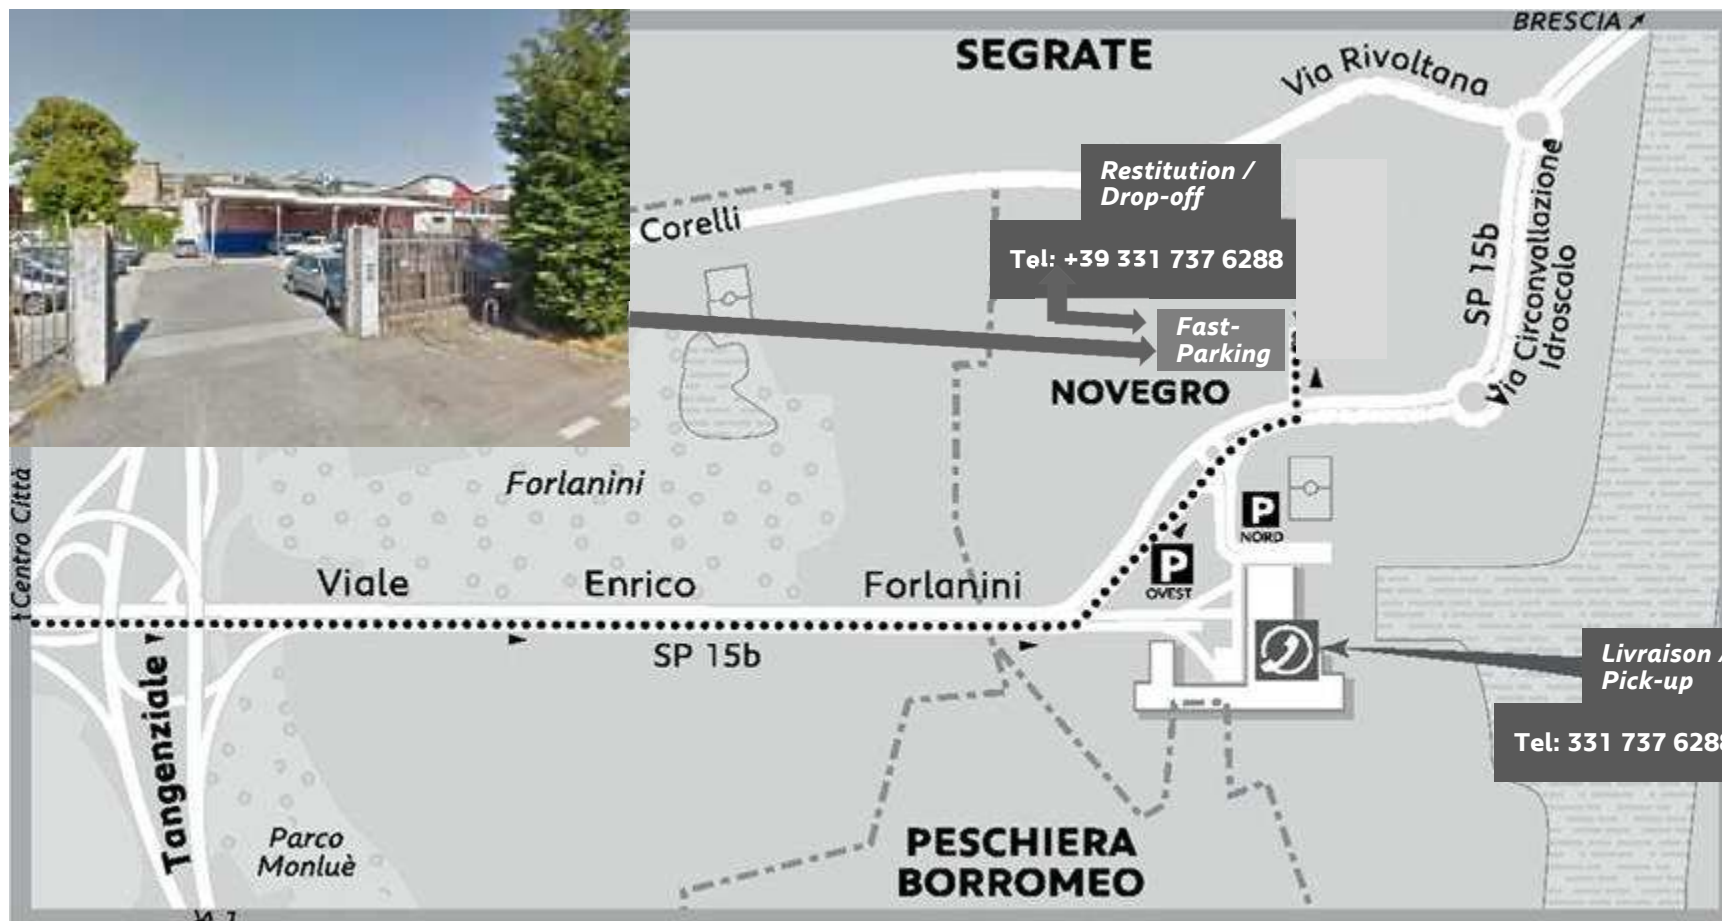 BRESCIA
SEGRATE
Via Rivoltana
Restitution /
Drop-off
Corelli
Tel: +39 331 737 6288
SP 15b
Via Circonvallazione
Idroscalo
Fast-
Parking
NOVEGRO
Centro Città
Forlanini
P
NORD
P
OVEST
Viale Enrico Forlanini
SP 15b
Tangenziale
Livraison /
Pick-up
Tel: 331 737 6288
Parco
Monluè
PESCHIERA
BORROMEO